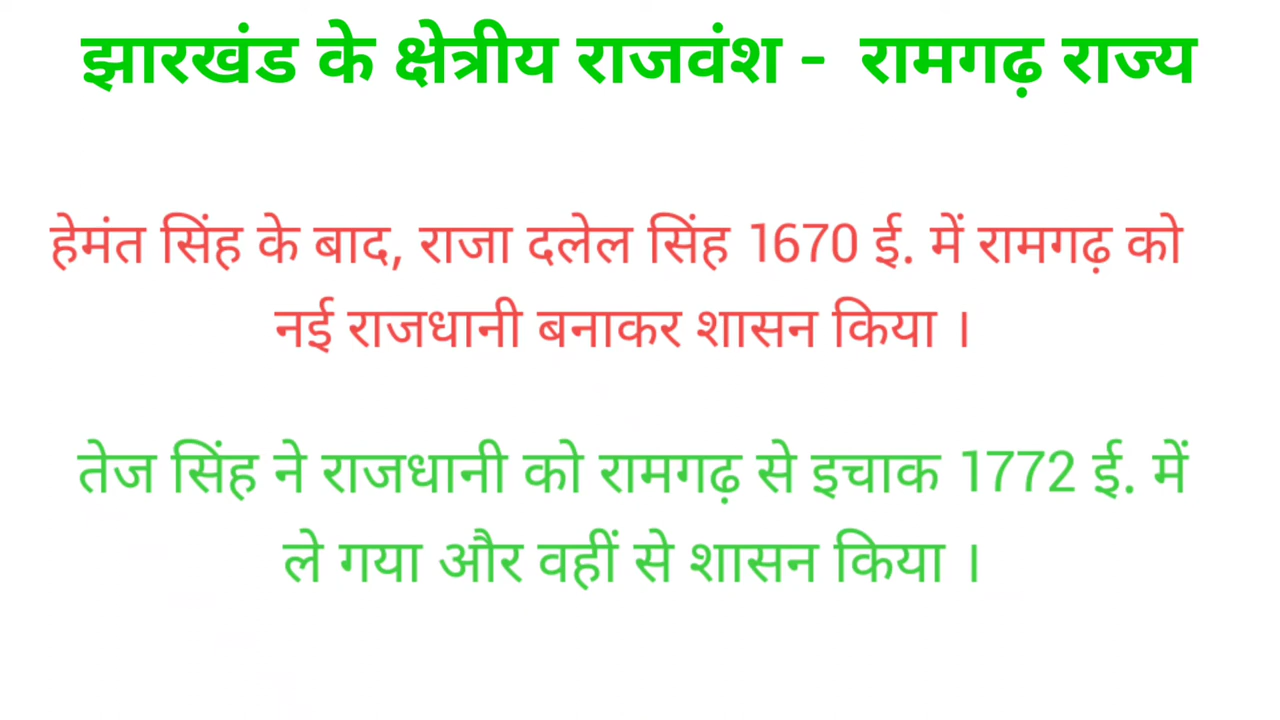 झारखंड के क्षेत्रीय राजवंश - रामगढ़ राज्य
हेमंत सिंह के बाद, राजा दलेल सिंह 1670 ई. में रामगढ़ को
नई राजधानी बनाकर शासन किया ।
तेज सिंह ने राजधानी को रामगढ़ से इचाक 1772 ई. में
ले गया और वहीं से शासन किया ।